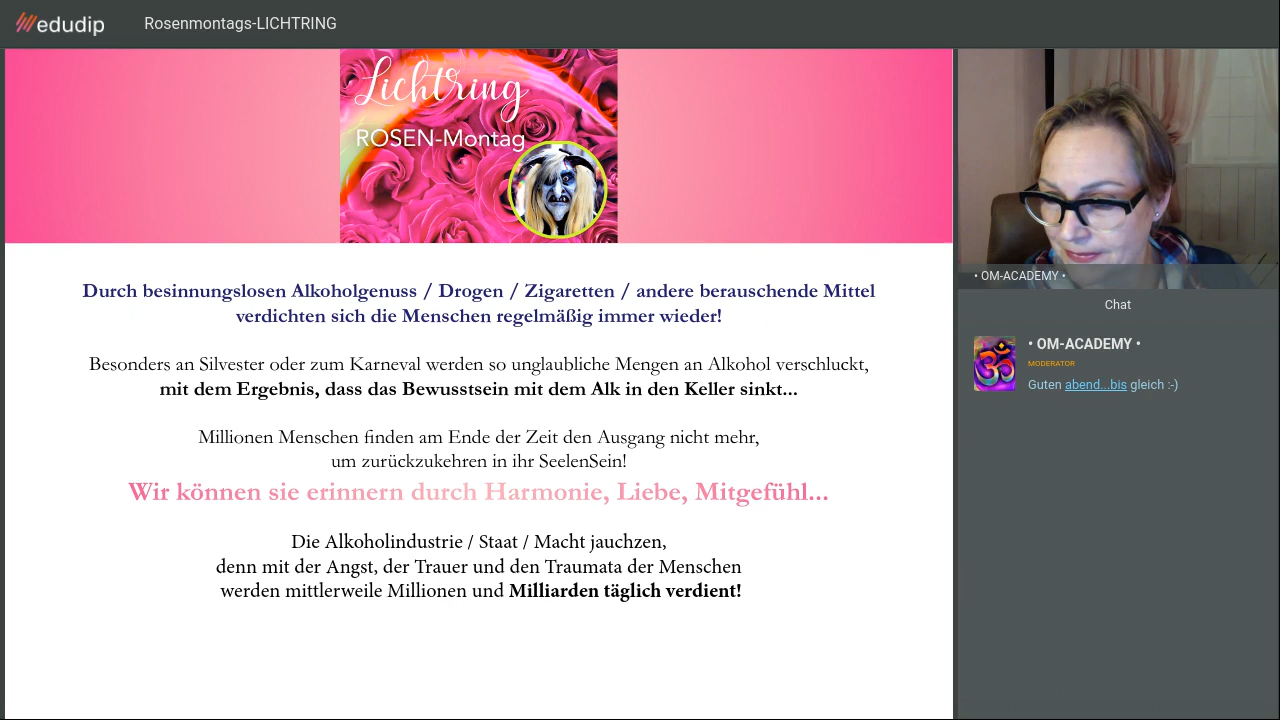 edudip
Rosenmontags-LICHTRING
Lichtring
ROSEN-Montag
Durch besinnungslosen Alkoholgenuss / Drogen / Zigaretten / andere berauschende Mittel
verdichten sich die Menschen regelmäßig immer wieder!
Besonders an Silvester oder zum Karneval werden so unglaubliche Mengen an Alkohol verschluckt,
mit dem Ergebnis, dass das Bewusstsein mit dem Alk in den Keller sinkt...
Millionen Menschen finden am Ende der Zeit den Ausgang nicht mehr,
um zurückzukehren in ihr SeelenSein!
Wir können sie erinnern durch Harmonie, Liebe, Mitgefühl...
Die Alkoholindustrie / Staat / Macht jauchzen,
denn mit der Angst, der Trauer und den Traumata der Menschen
werden mittlerweile Millionen und Milliarden täglich verdient!
• OM-ACADEMY •
Chat
• OM-ACADEMY •
MODERATOR
Guten abend...bis gleich :-)